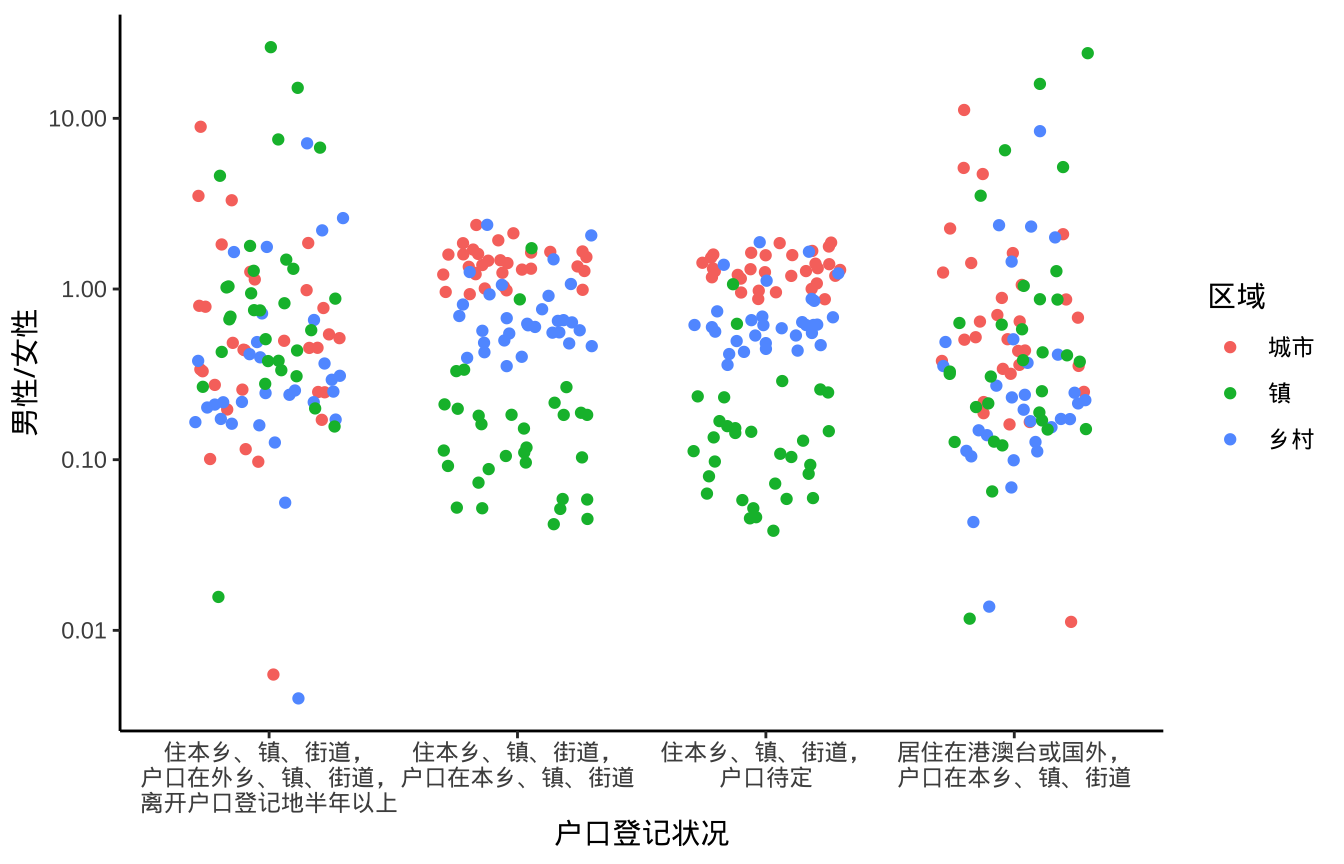 男性/女性
10.00
1.00
0.10
0.01
住本乡、镇、街道,
户口在外乡、镇、街道,
离开户口登记地半年以上
住本乡、镇、街道,
户口在本乡、镇、街道
住本乡、镇、街道,
户口待定
居住在港澳台或国外,
户口在本乡、镇、街道
户口登记状况
区域
城市
镇
乡村